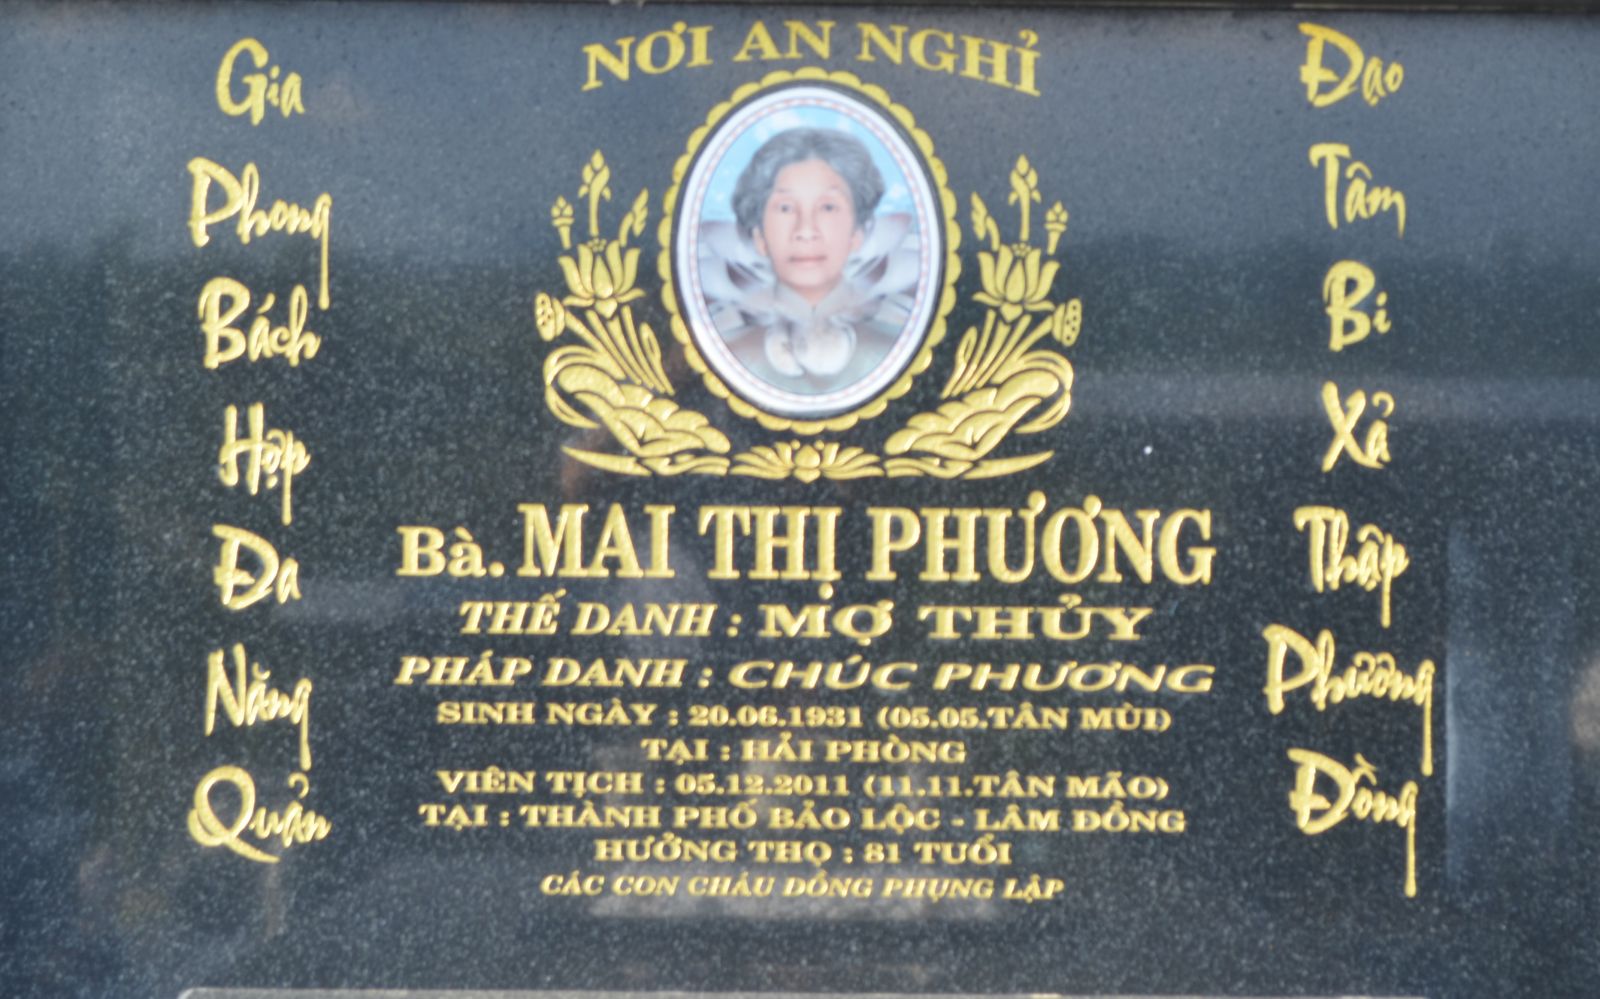 NƠI AN NGHỈ
Gia
Phong
Bách
Hộp
Đa
Năng
Quản
Bà. MAI THỊ PHƯƠNG
THẾ DANH : MỢ THỦY
PHÁP DANH : CHÚC PHƯƠNG
SINH NGÀY : 20.06.1931 (05.05.TÂN MÙI)
TẠI : HẢI PHÒNG
VIÊN TỊCH : 05.12.2011 (11.11.TÂN MÃO)
TẠI : THÀNH PHỐ BẢO LỘC - LÂM ĐỒNG
HƯỞNG THỌ : 81 TUỔI
CÁC CON CHÁU ĐỒNG PHỤNG LẬP
Đạo
Tâm
Bi
Xả
Thập
Phương
Đồng